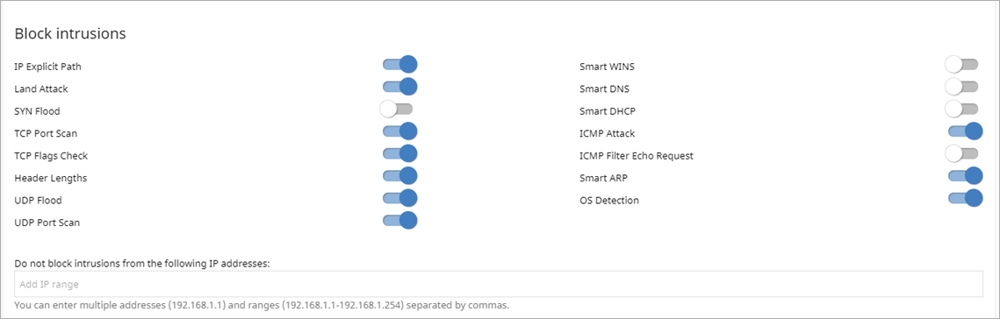 Block intrusions
IP Explicit Path
Land Attack
SYN Flood
TCP Port Scan
TCP Flags Check
Header Lengths
UDP Flood
UDP Port Scan
Smart WINS
Smart DNS
Smart DHCP
ICMP Attack
ICMP Filter Echo Request
Smart ARP
OS Detection
Do not block intrusions from the following IP addresses:
Add IP range
You can enter multiple addresses (192.168.1.1) and ranges (192.168.1.1-192.168.1.254) separated by commas.